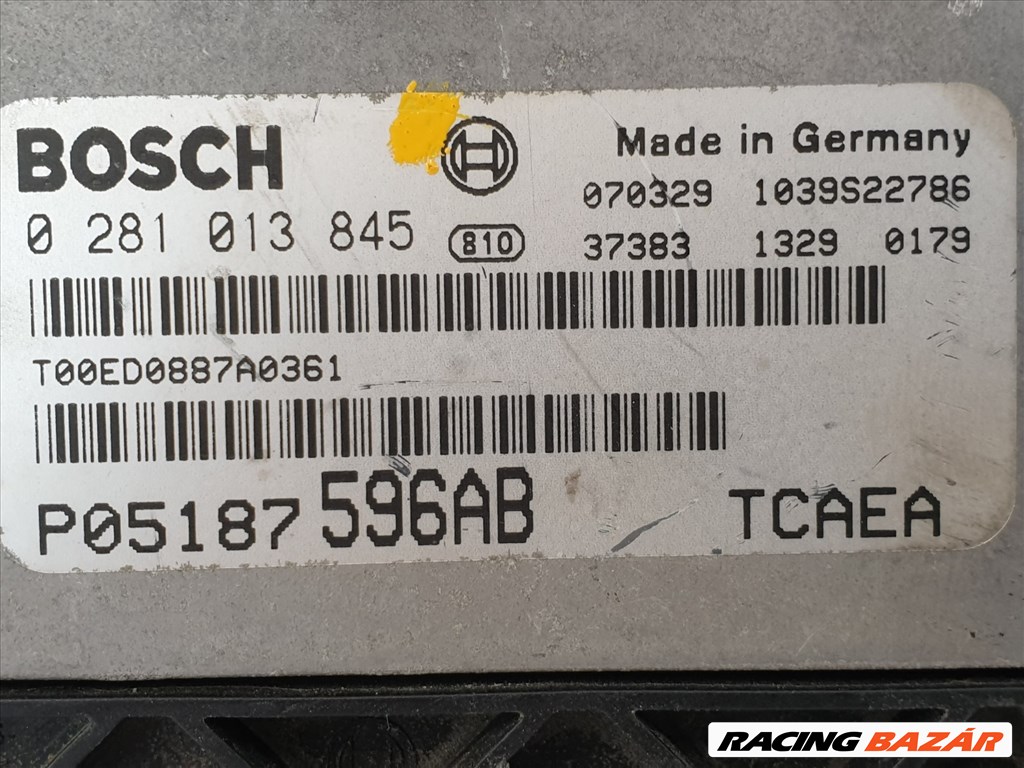 BOSCH
Made in Germany
070329 1039S22786
0 281 013 845
810
37383 1329 0179
T00ED0887A0361
P05187 596AB TCAEA
RACING BAZÁR